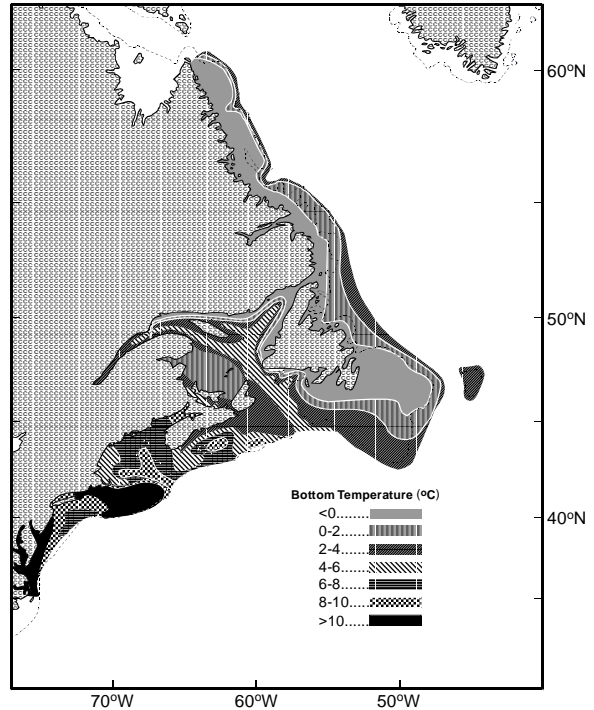 60ºN
50ºN
Bottom Temperature (ºC)
<0........
0-2.......
2-4.......
4-6.......
6-8.......
8-10......
>10.......
40ºN
70ºW 60ºW 50ºW